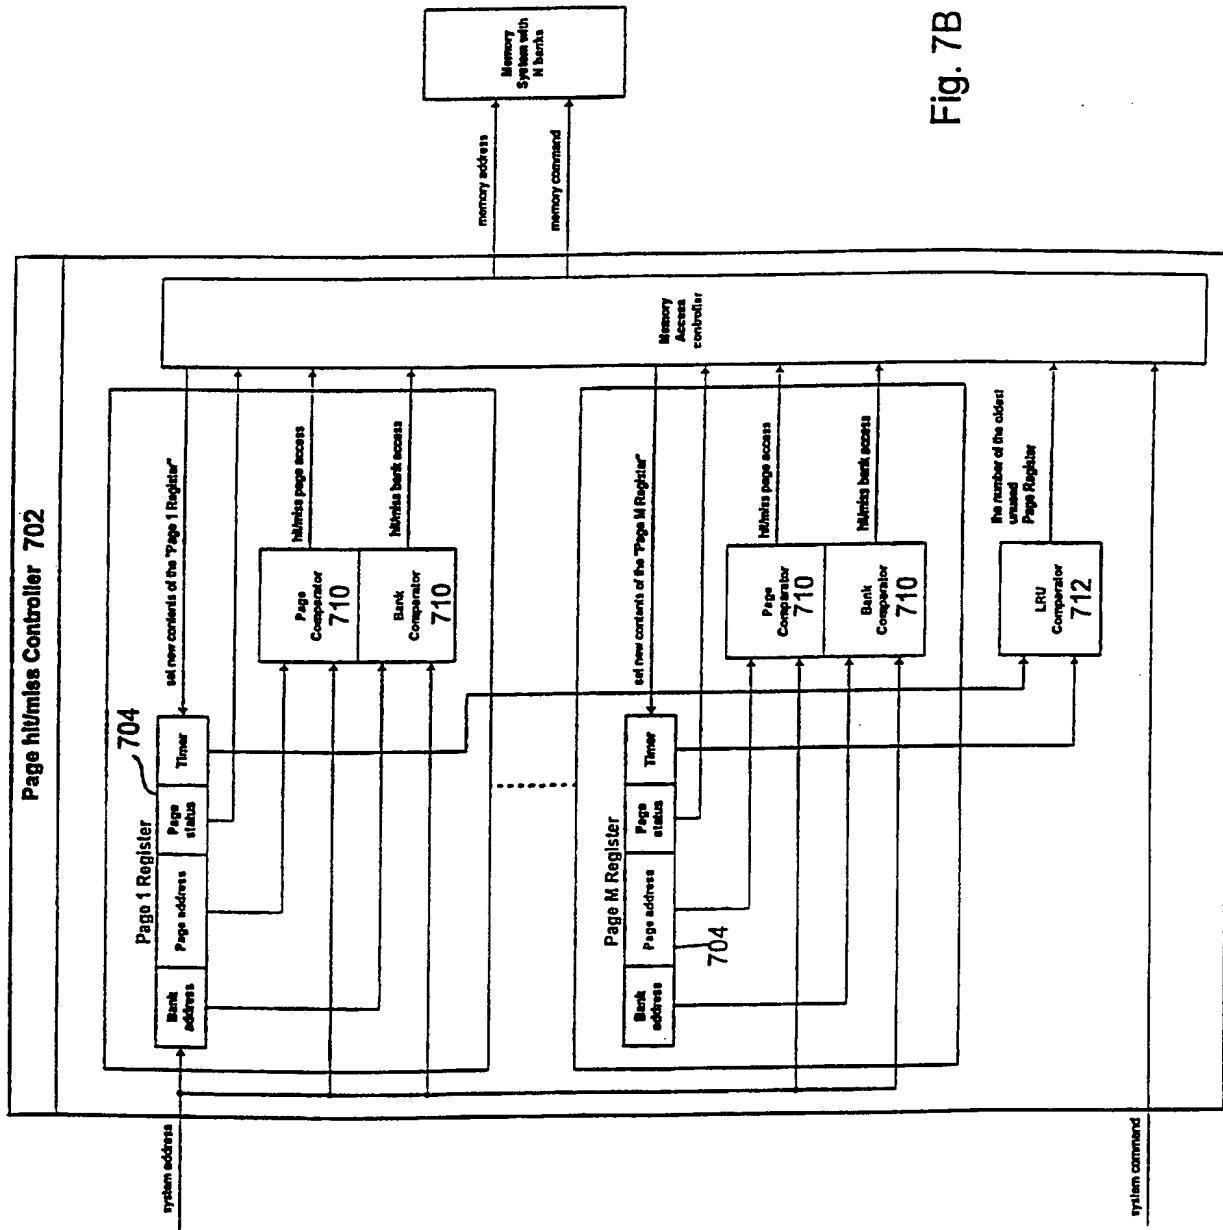 Page hit/miss Controller 702
system address
Page 1 Register
704
Bank
address
Page address
Page
status
Timer
set new contents of the "Page 1 Register"
Page
Comparator
710
Bank
Comparator
710
hit/miss page access
hit/miss bank access
Page M Register
Bank
address
Page address
Page
status
Timer
704
set new contents of the "Page M Register"
Page
Comparator
710
Bank
Comparator
710
hit/miss page access
hit/miss bank access
LRU
Comparator
712
the number of the oldest
unused
Page Register
system command
Memory
Access
controller
memory address
memory command
Memory
System with
N banks
Fig. 7B